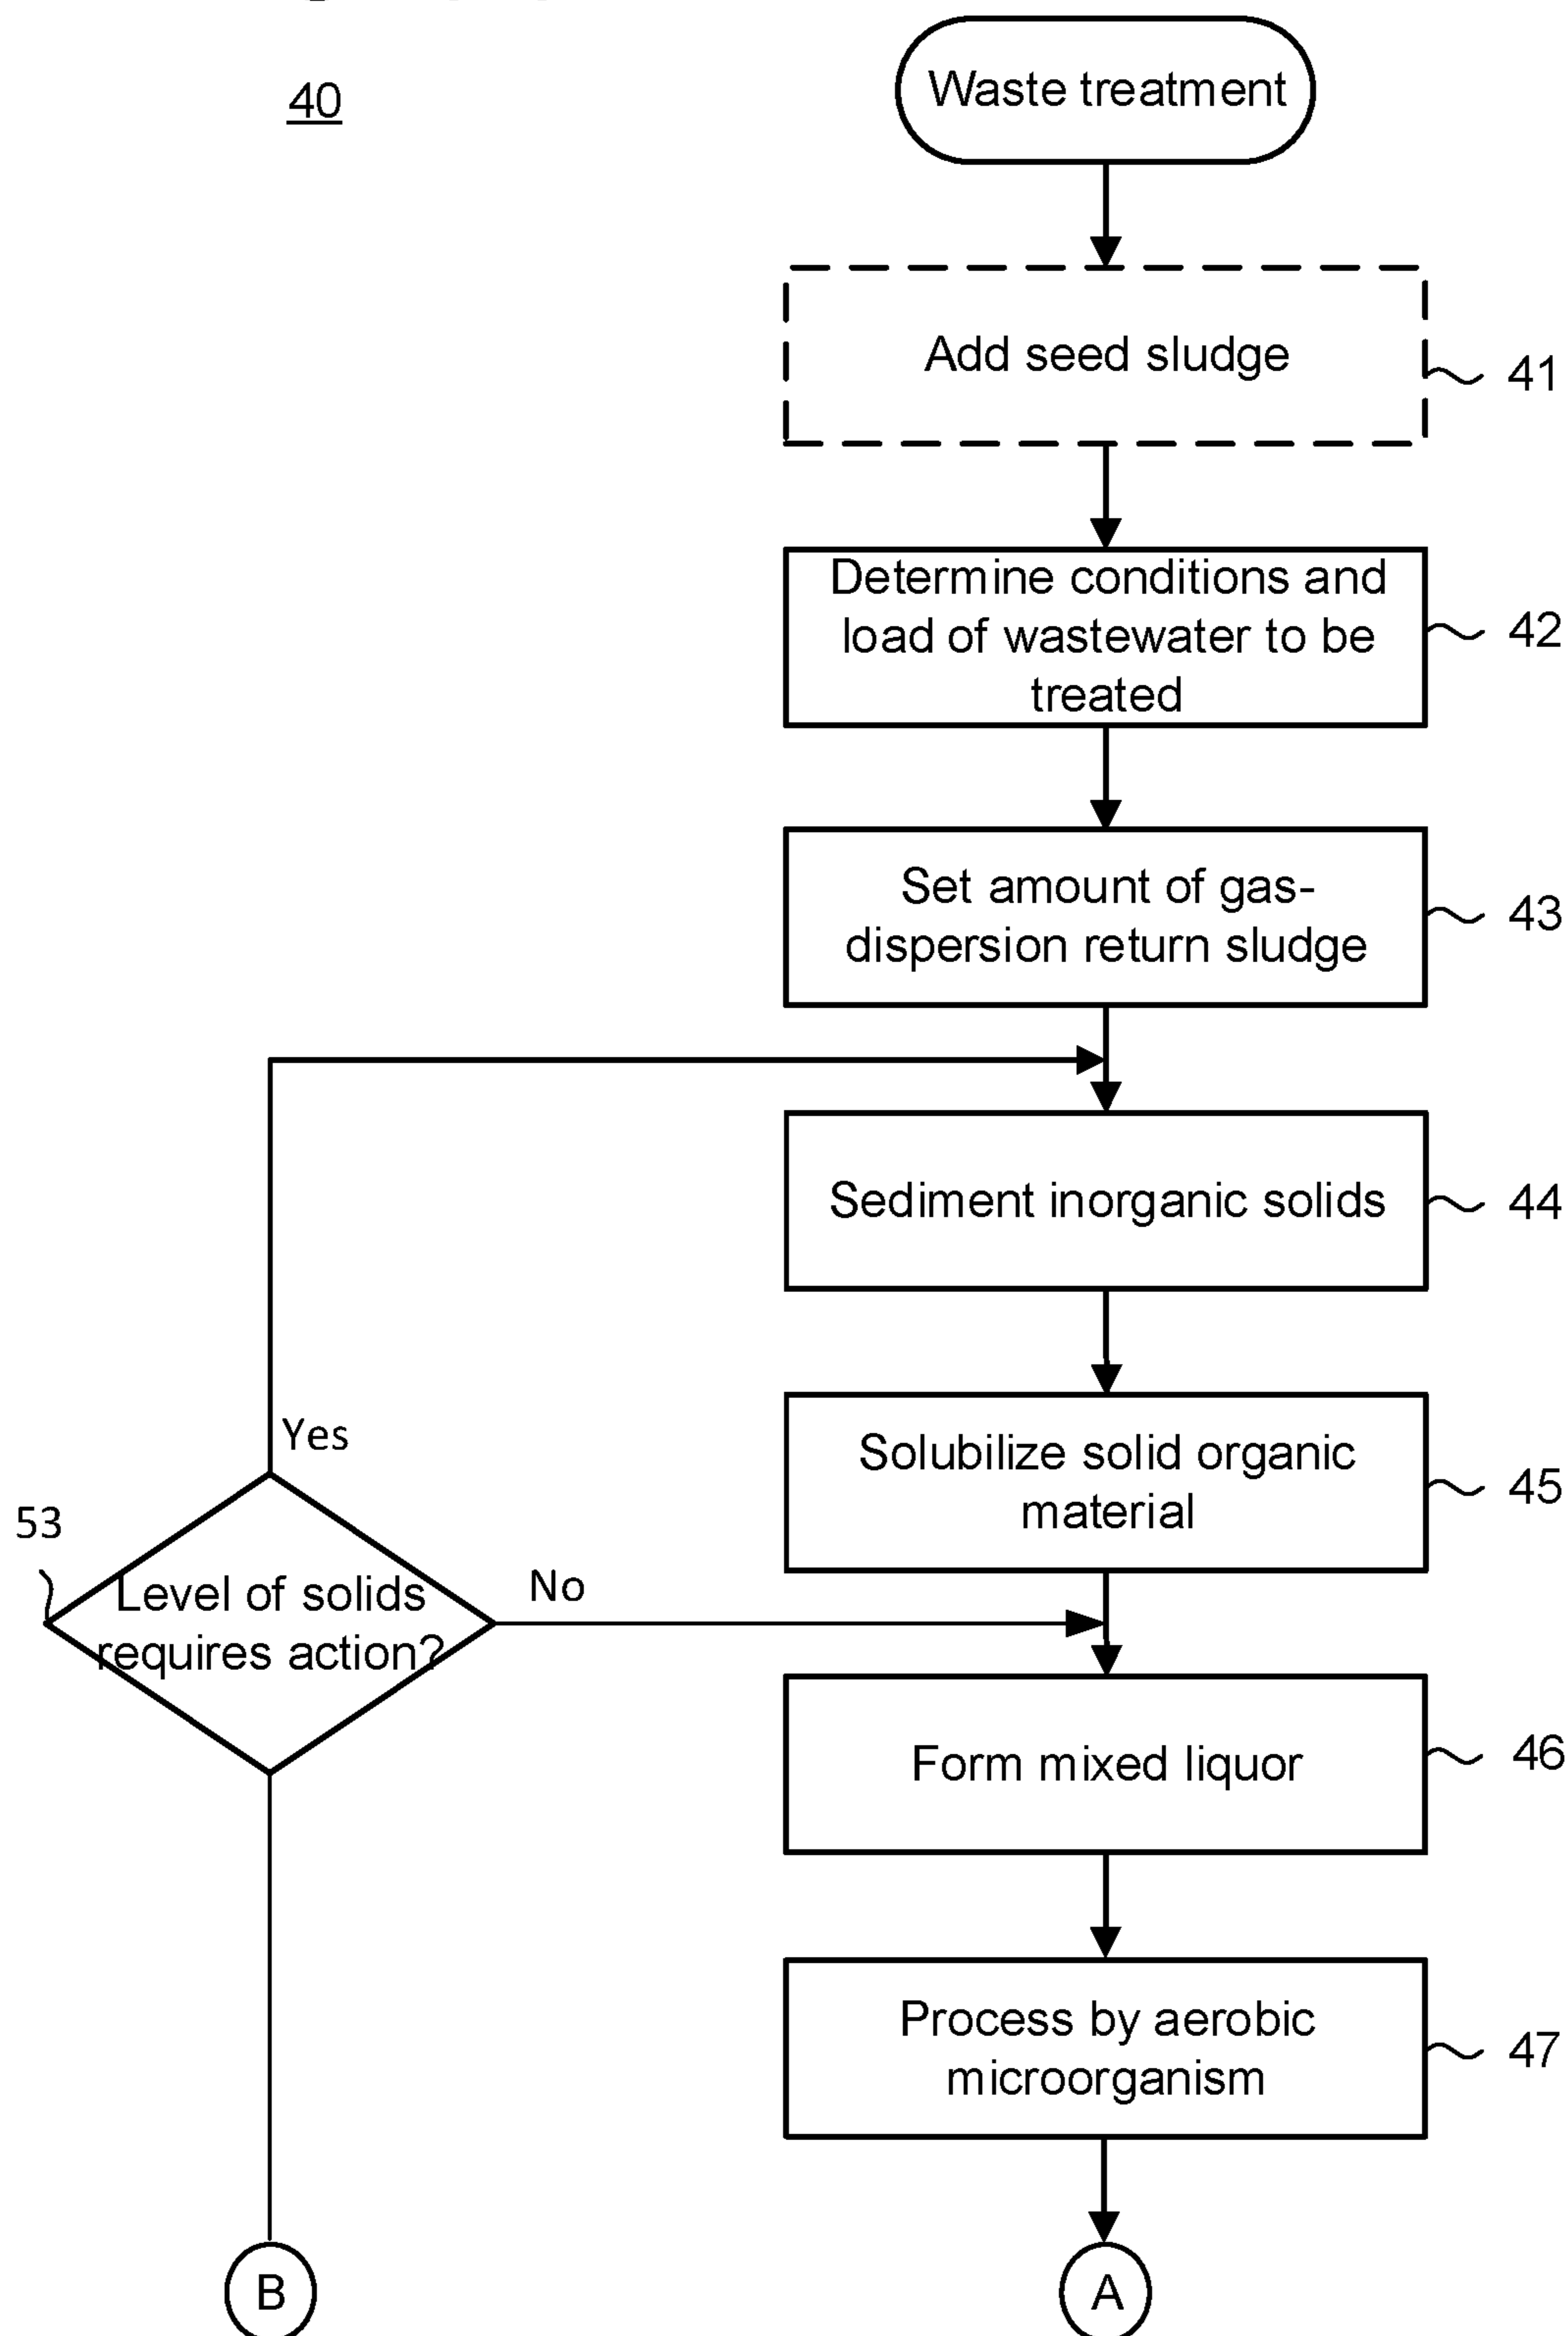 40
Waste treatment
Add seed sludge
41
Determine conditions and
load of wastewater to be
treated
42
Set amount of gas-
dispersion return sludge
43
Sediment inorganic solids
44
Yes
Solubilize solid organic
material
45
53
Level of solids
requires action?
No
Form mixed liquor
46
Process by aerobic
microorganism
47
B
A